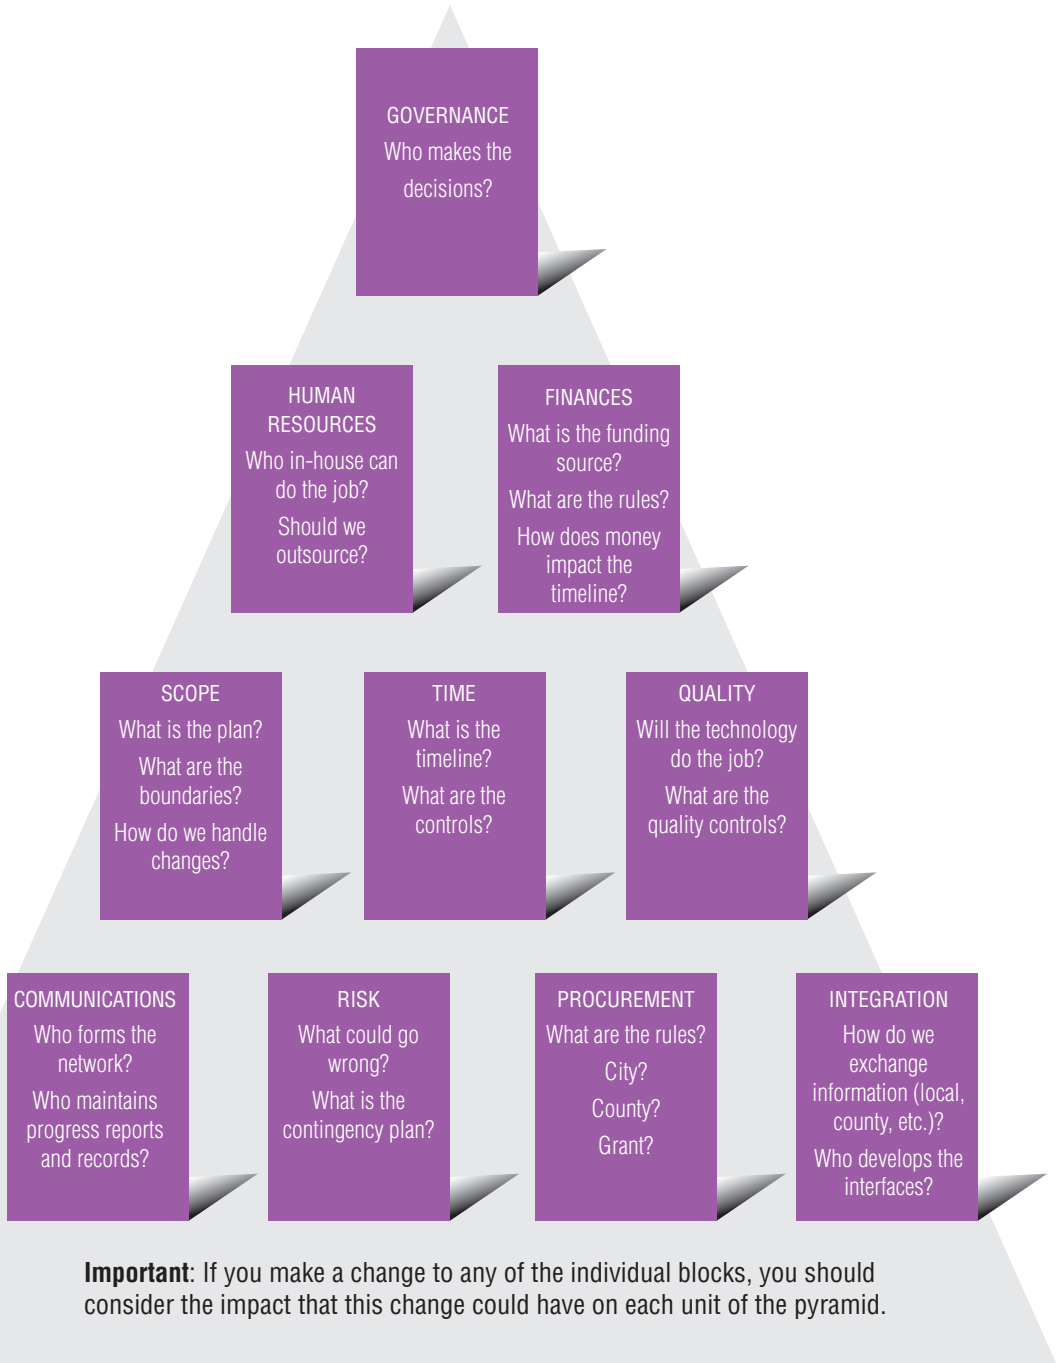 GOVERNANCE
Who makes the
decisions?
HUMAN
RESOURCES
Who in-house can
do the job?
Should we
outsource?
FINANCES
What is the funding
source?
What are the rules?
How does money
impact the
timeline?
SCOPE
What is the plan?
What are the
boundaries?
How do we handle
changes?
TIME
What is the
timeline?
What are the
controls?
QUALITY
Will the technology
do the job?
What are the
quality controls?
COMMUNICATIONS
Who forms the
network?
Who maintains
progress reports
and records?
RISK
What could go
wrong?
What is the
contingency plan?
PROCUREMENT
What are the rules?
City?
County?
Grant?
INTEGRATION
How do we
exchange
information (local,
county, etc.)?
Who develops the
interfaces?
Important: If you make a change to any of the individual blocks, you should
consider the impact that this change could have on each unit of the pyramid.